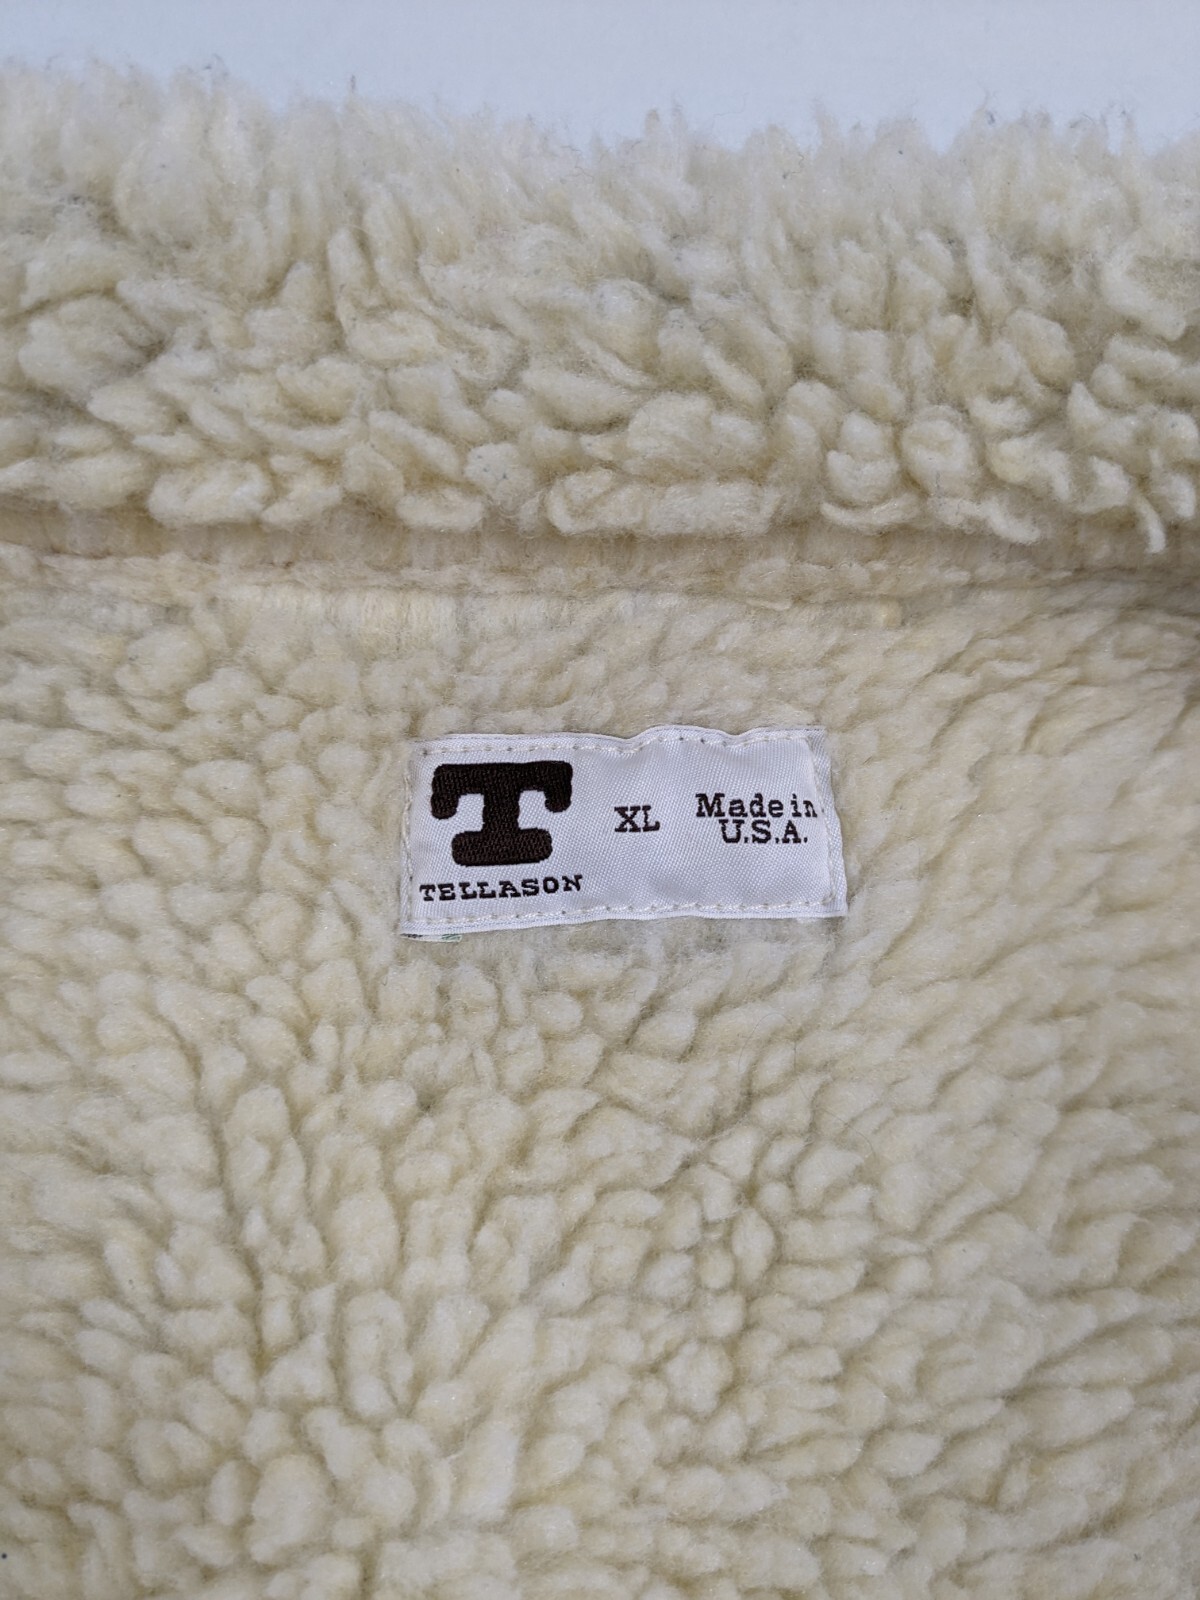 T
TELLASON
XL
Made in
U.S.A.